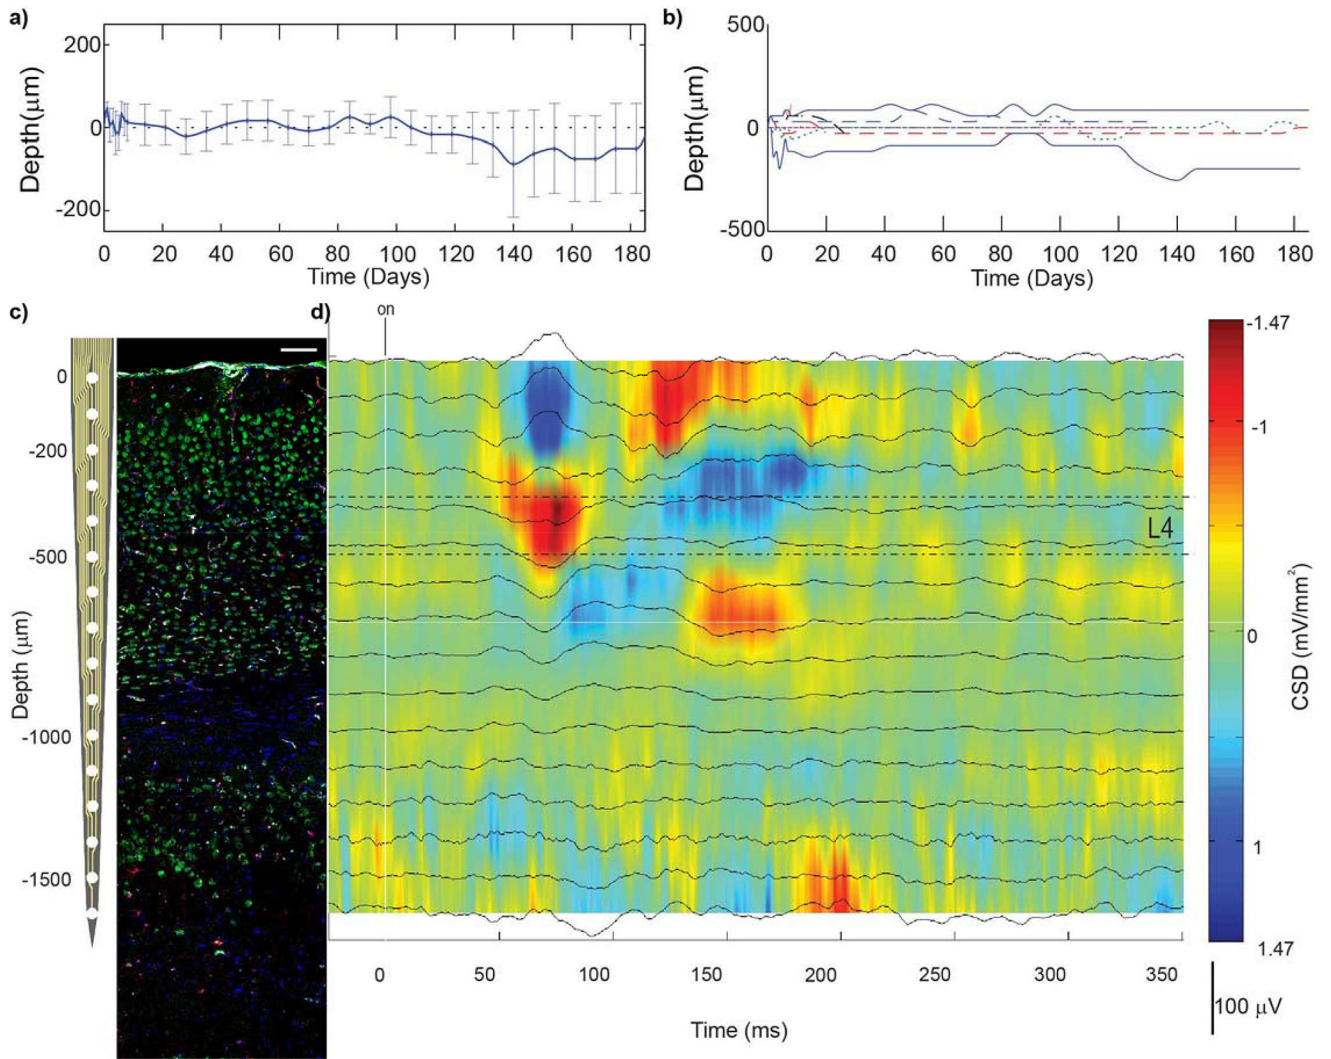 a)
200
0
-200
Depth(μm)
0 20 40 60 80 100 120 140 160 180
Time (Days)
b)
500
0
-500
Depth(μm)
0 20 40 60 80 100 120 140 160 180
Time (Days)
c)
0
-200
-500
-1000
-1500
Depth (μm)
d)
on
L4
0 50 100 150 200 250 300 350
Time (ms)
-1.47
-1
0
1
1.47
CSD (mV/mm²)
100 μV